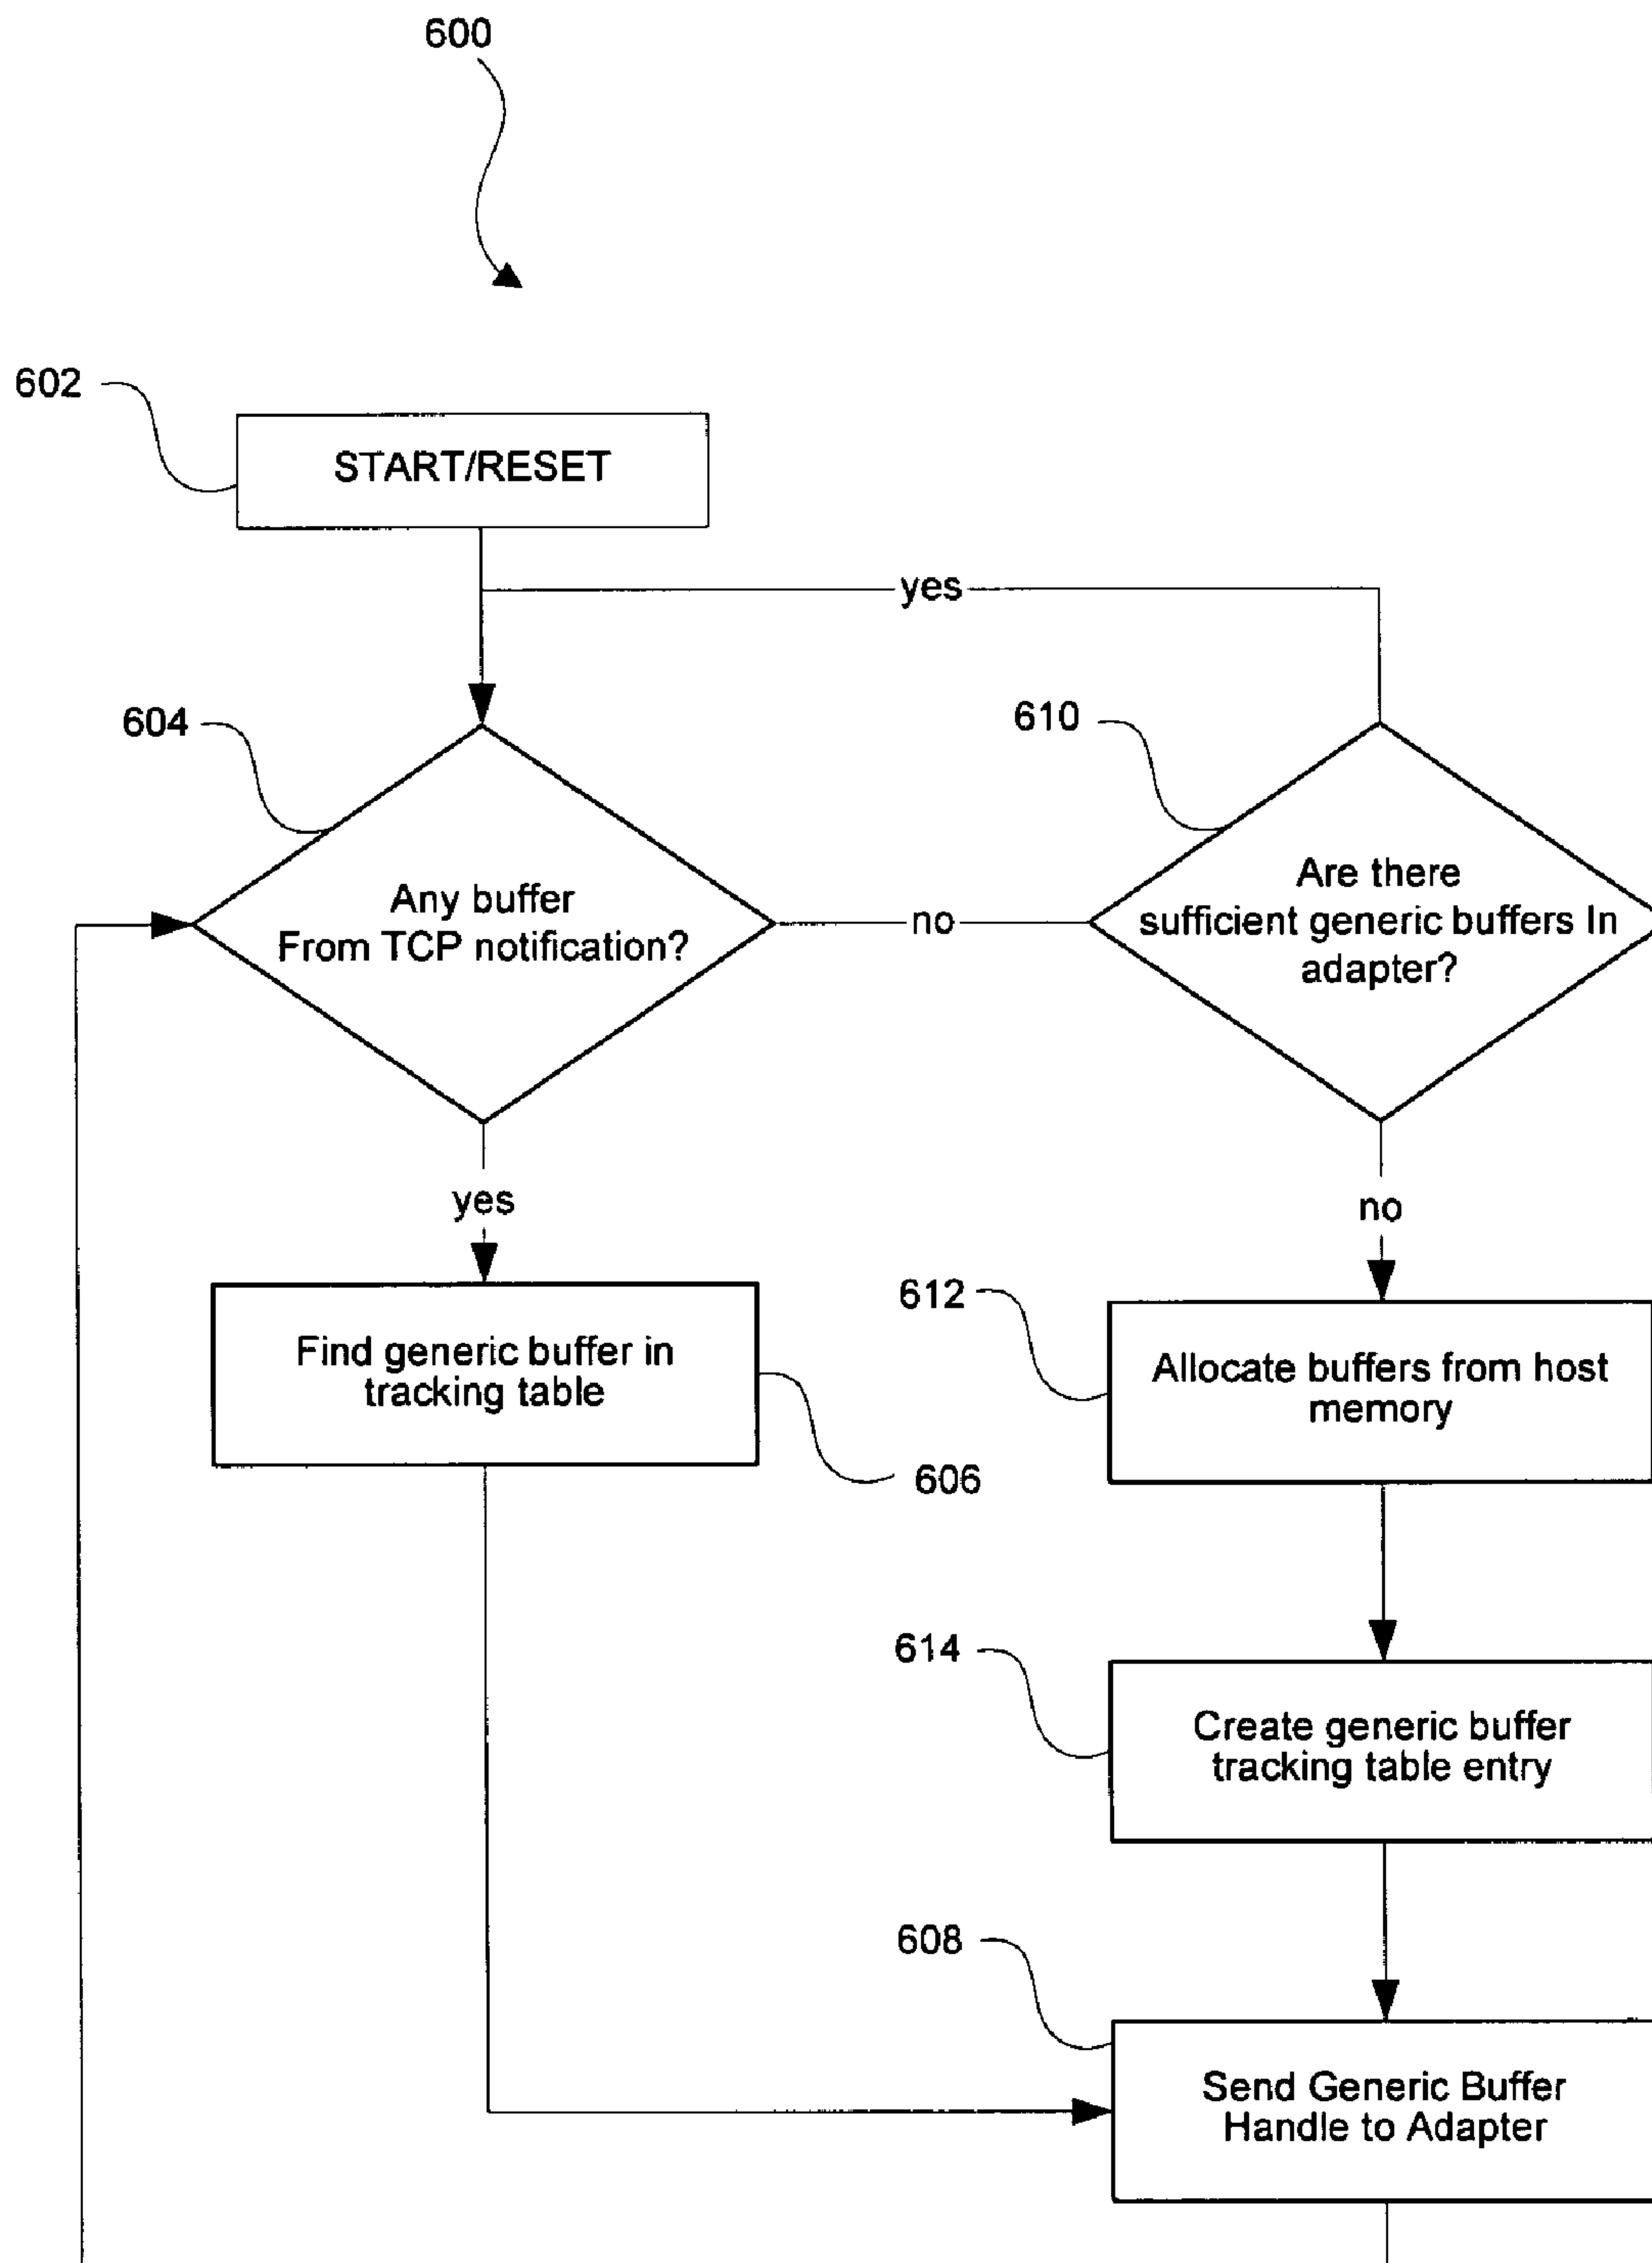 600
602
START/RESET
yes
604
610
Any buffer
From TCP notification?
no
Are there
sufficient generic buffers In
adapter?
yes
no
612
Find generic buffer in
tracking table
Allocate buffers from host
memory
606
614
Create generic buffer
tracking table entry
608
Send Generic Buffer
Handle to Adapter